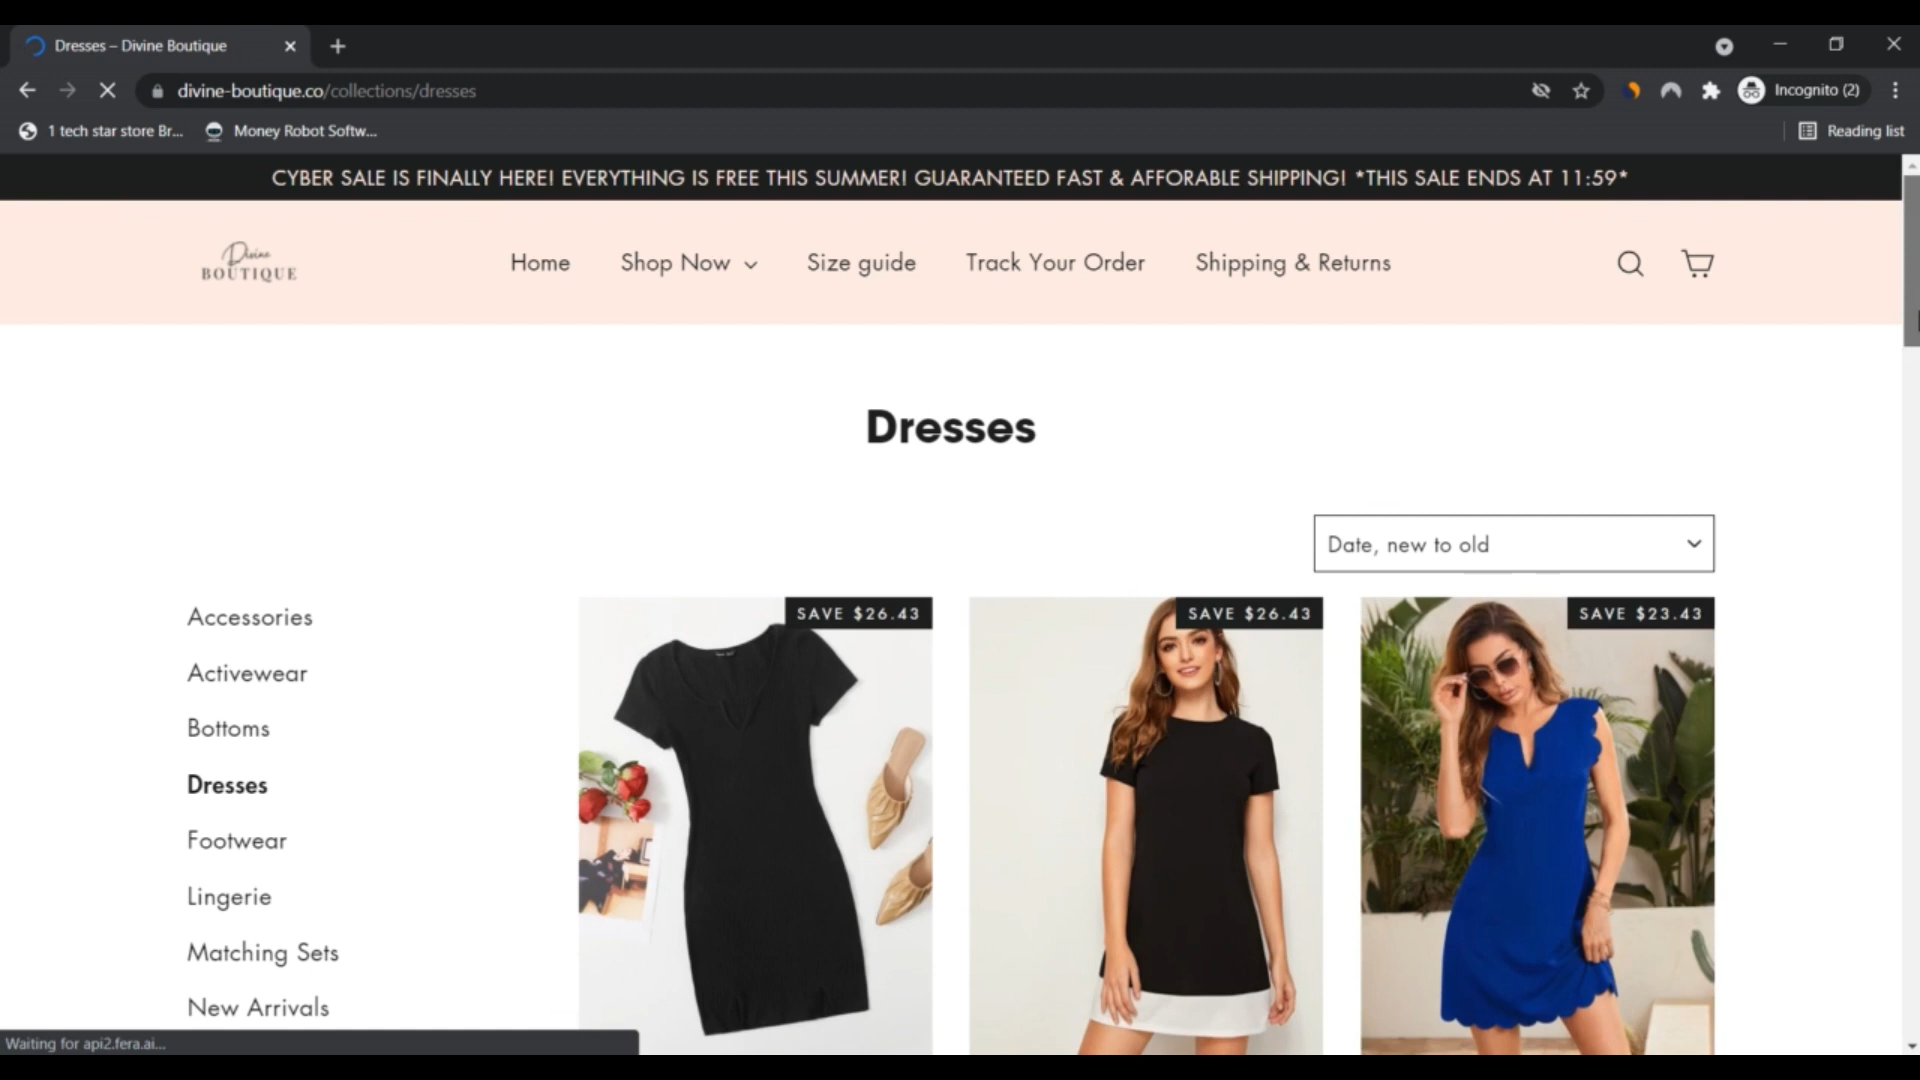 Dresses – Divine Boutique
divine-boutique.co/collections/dresses
Incognito (2)
1 tech star store Br...
Money Robot Softw...
Reading list
CYBER SALE IS FINALLY HERE! EVERYTHING IS FREE THIS SUMMER! GUARANTEED FAST & AFFORABLE SHIPPING! *THIS SALE ENDS AT 11:59*
Divine
BOUTIQUE
Home
Shop Now
Size guide
Track Your Order
Shipping & Returns
Dresses
Date, new to old
Accessories
Activewear
Bottoms
Dresses
Footwear
Lingerie
Matching Sets
New Arrivals
SAVE $26.43
SAVE $26.43
SAVE $23.43
Waiting for api2.fera.ai...